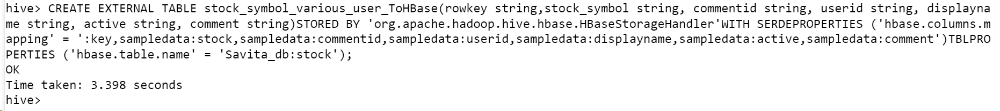 hive> CREATE EXTERNAL TABLE stock_symbol_various_user_ToHBase(rowkey string,stock_symbol string, commentid string, userid string, displayna
me string, active string, comment string)STORED BY 'org.apache.hadoop.hive.hbase.HBaseStorageHandler'WITH SERDEPROPERTIES ('hbase.columns.m
apping' = ':key,sampledata:stock,sampledata:commentid,sampledata:userid,sampledata:displayname,sampledata:active,sampledata:comment')TBLPRO
PERTIES ('hbase.table.name' = 'Savita_db:stock');
OK
Time taken: 3.398 seconds
hive>